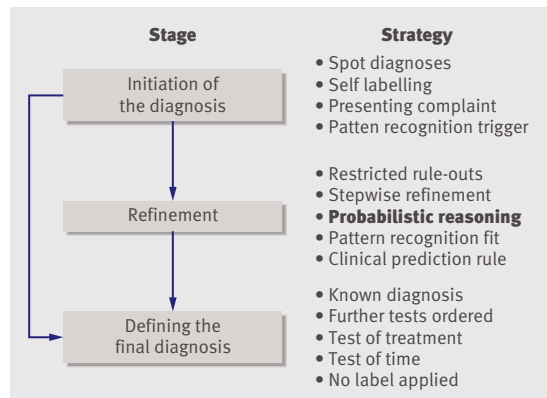 Stage
Strategy
Initiation of
the diagnosis
• Spot diagnoses
• Self labelling
• Presenting complaint
• Patten recognition trigger
Refinement
• Restricted rule-outs
• Stepwise refinement
• Probabilistic reasoning
• Pattern recognition fit
• Clinical prediction rule
Defining the
final diagnosis
• Known diagnosis
• Further tests ordered
• Test of treatment
• Test of time
• No label applied